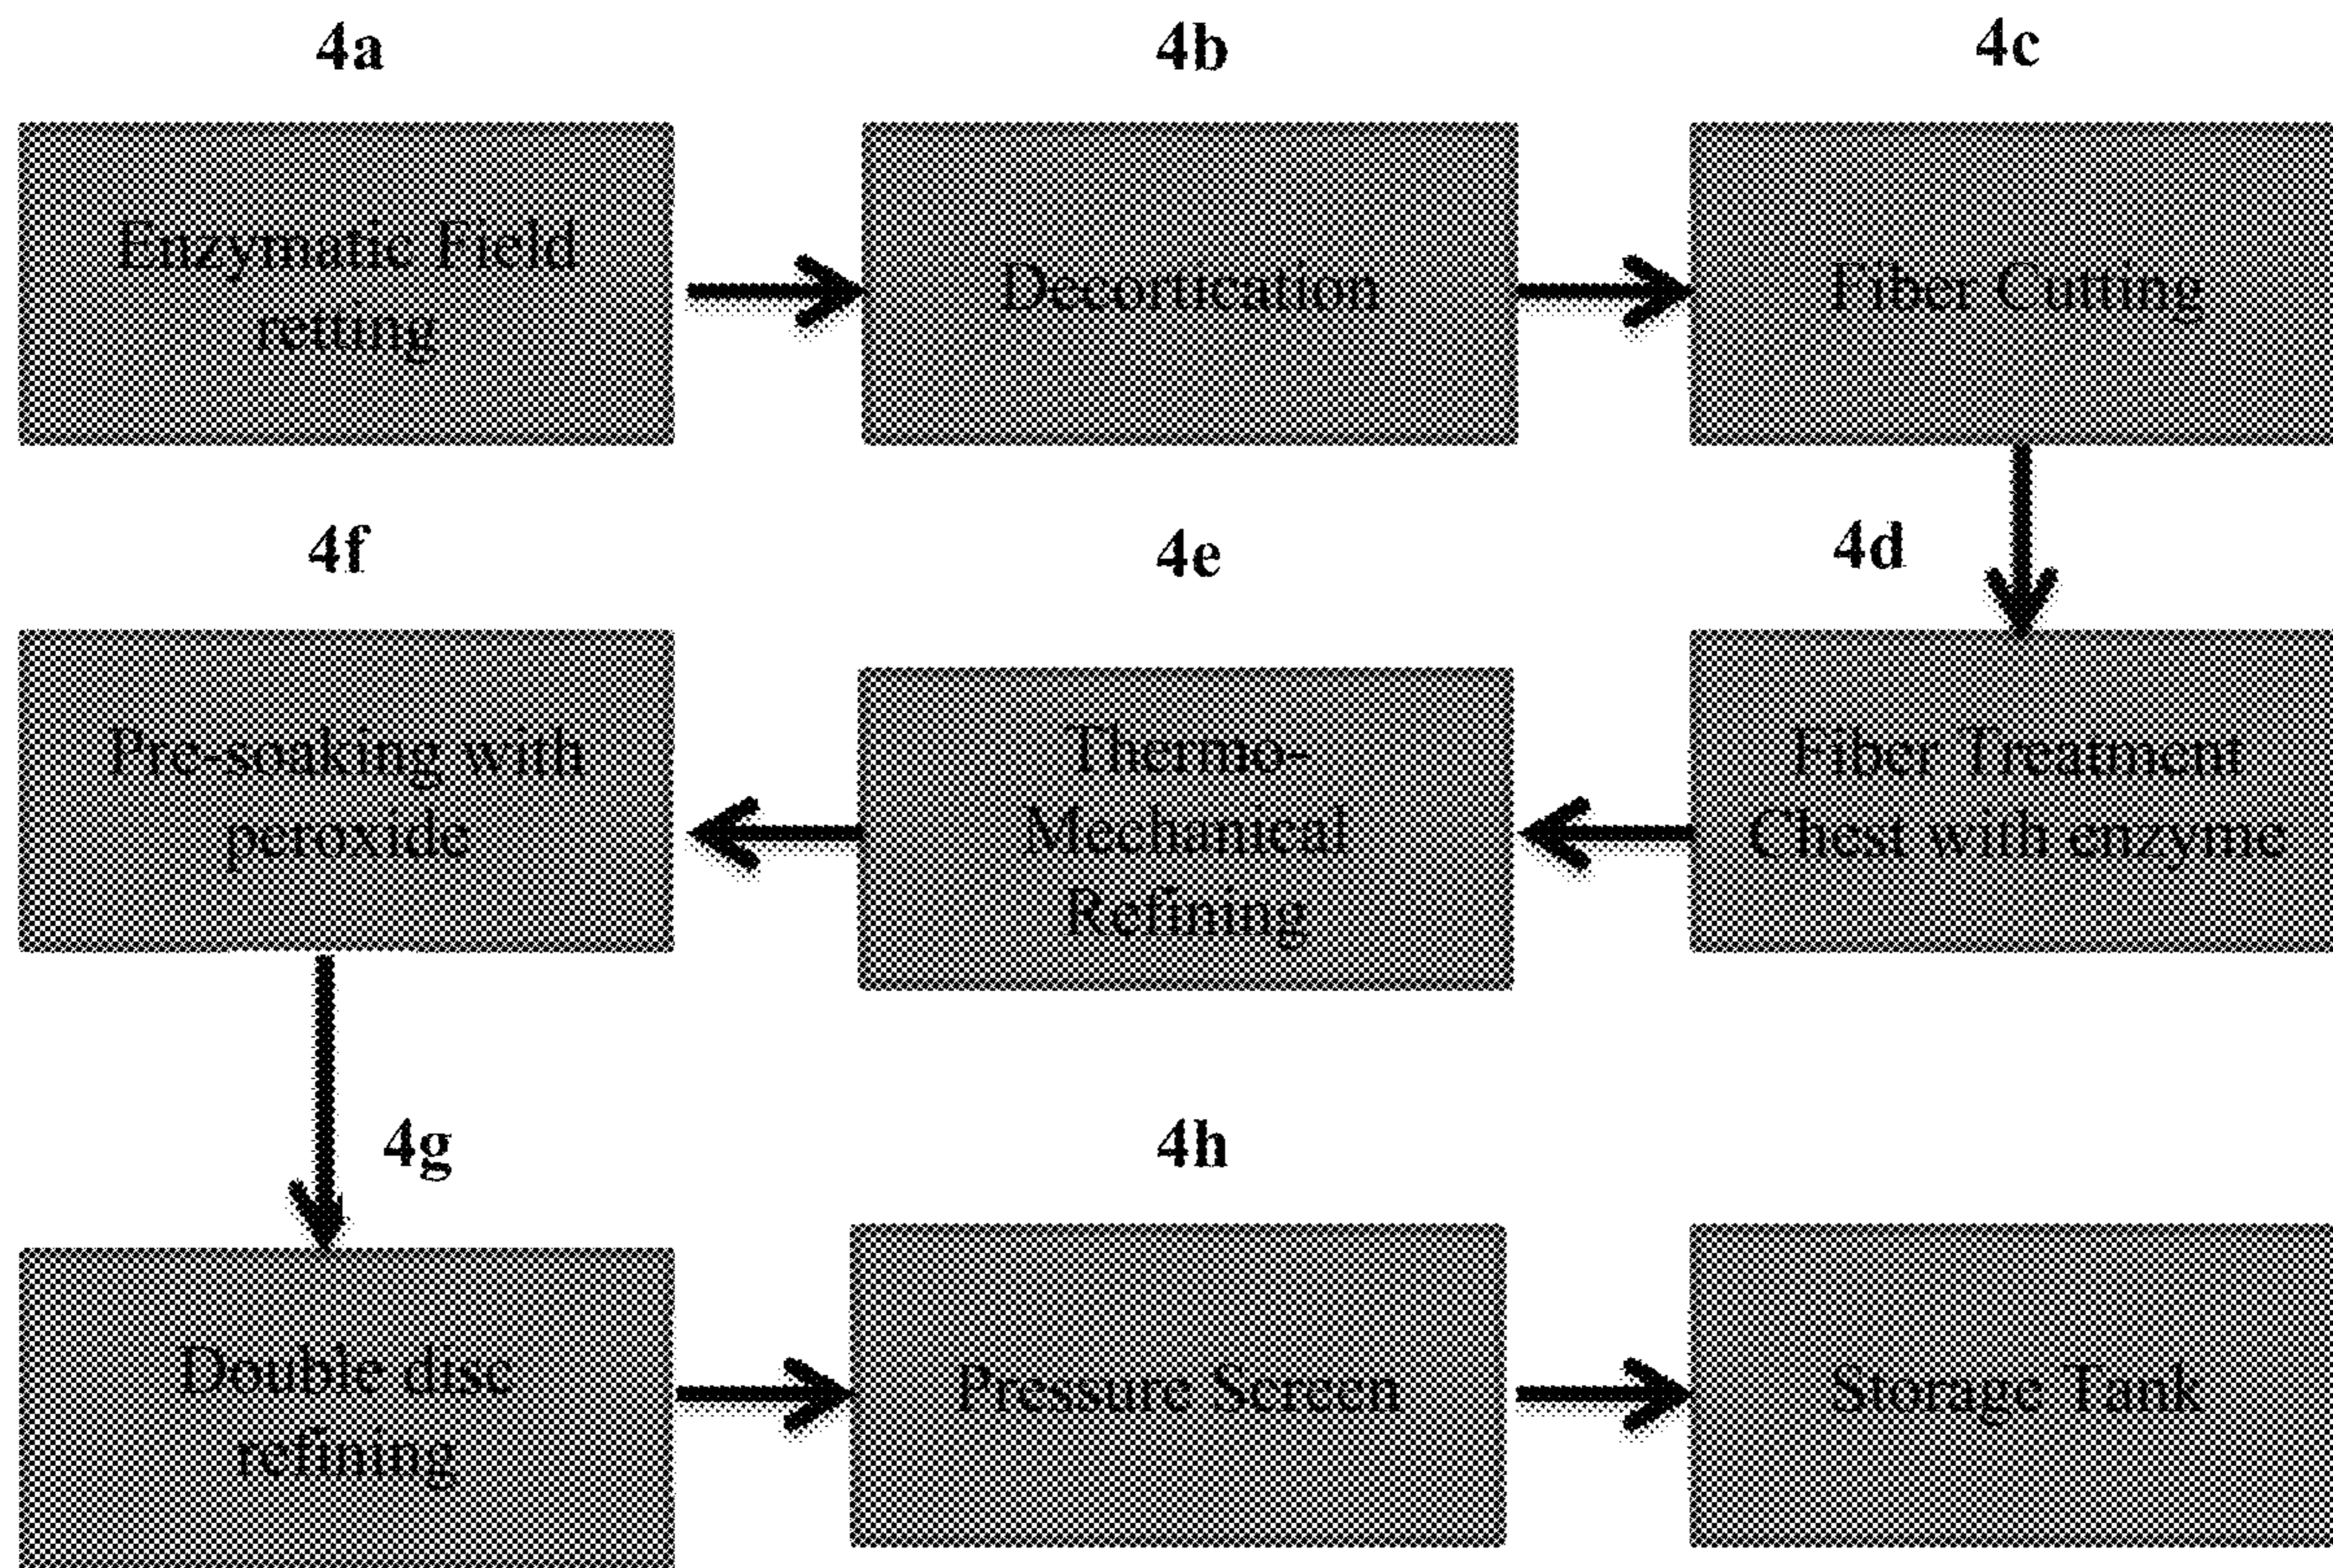 4a
4b
4c
Enzymatic Field
retting
Decortication
Fiber Cutting
4f
4e
4d
Pre-soaking with
peroxide
Thermo-
Mechanical
Refining
Fiber Treatment
Chest with enzyme
4g
4h
Double disc
refining
Pressure Screen
Storage Tank